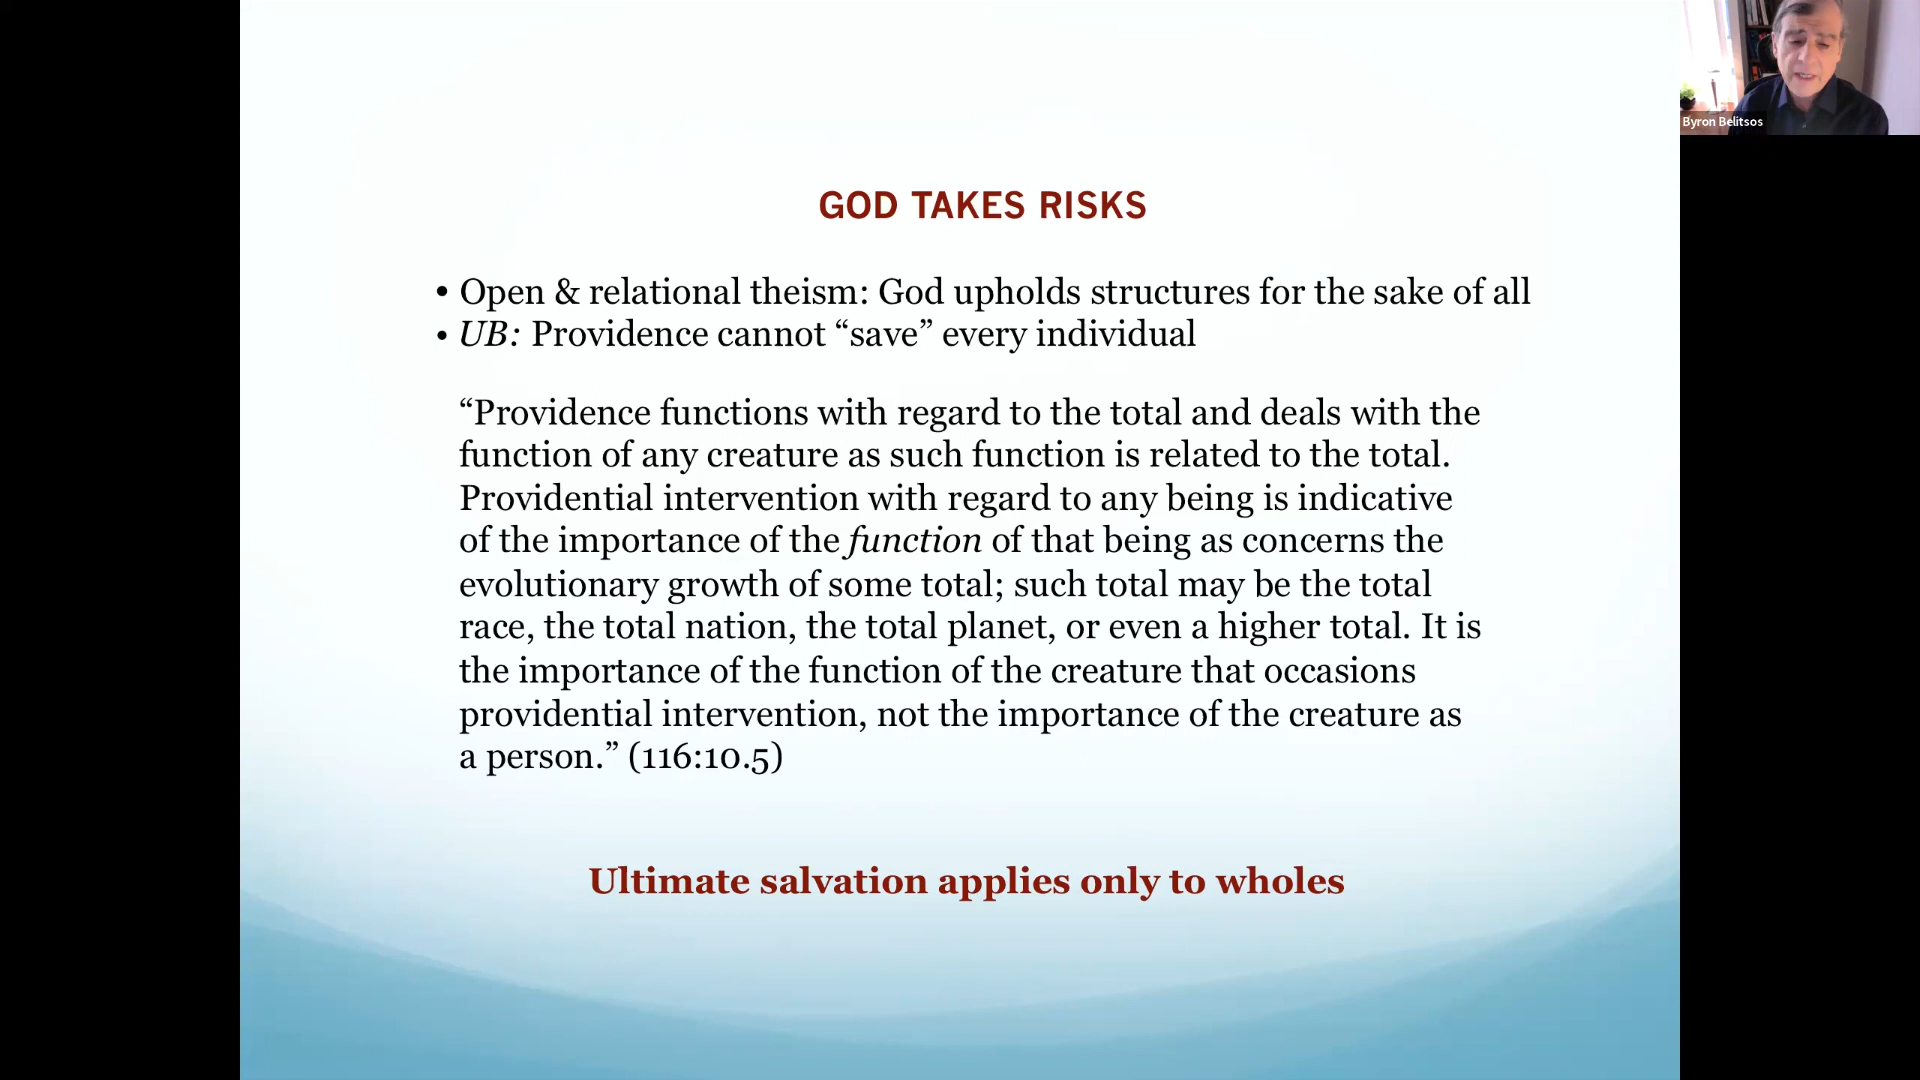 GOD TAKES RISKS
• Open & relational theism: God upholds structures for the sake of all
• UB: Providence cannot “save” every individual
“Providence functions with regard to the total and deals with the
function of any creature as such function is related to the total.
Providential intervention with regard to any being is indicative
of the importance of the function of that being as concerns the
evolutionary growth of some total; such total may be the total
race, the total nation, the total planet, or even a higher total. It is
the importance of the function of the creature that occasions
providential intervention, not the importance of the creature as
a person.” (116:10.5)
Ultimate salvation applies only to wholes
Byron Belitsos